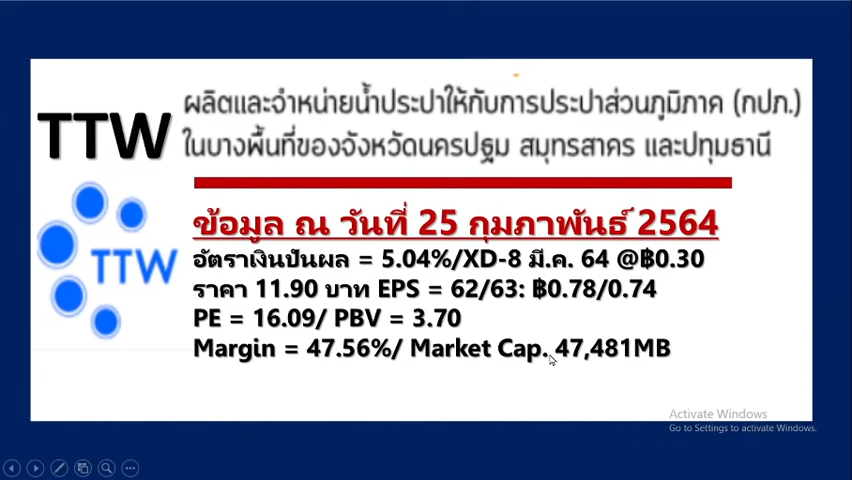 TTW
ผลิตและจำหน่ายน้ำประปาให้กับการประปาส่วนภูมิภาค (กปภ.)
ในบางพื้นที่ของจังหวัดนครปฐม สมุทรสาคร และปทุมธานี
TTW
ข้อมูล ณ วันที่ 25 กุมภาพันธ์ 2564
อัตราเงินปันผล = 5.04%/XD-8 มี.ค. 64 @฿0.30
ราคา 11.90 บาท EPS = 62/63: ฿0.78/0.74
PE = 16.09/ PBV = 3.70
Margin = 47.56%/ Market Cap. 47,481MB
Activate Windows
Go to Settings to activate Windows.